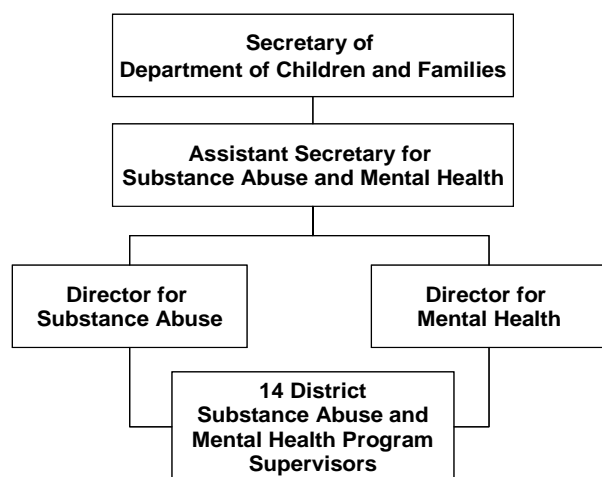 Secretary of
Department of Children and Families
Assistant Secretary for
Substance Abuse and Mental Health
Director for
Substance Abuse
Director for
Mental Health
14 District
Substance Abuse and
Mental Health Program
Supervisors